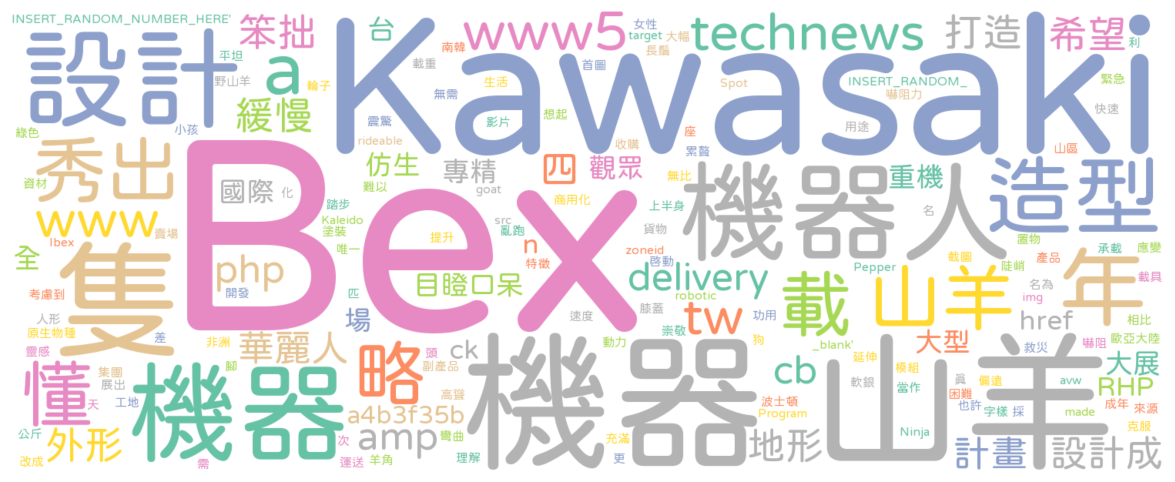 INSERT_RANDOM_NUMBER_HERE'
笨拙
台
www5
女性
target
大幅
technews
打造
希望
利
設計
平坦
a
輪子
野山羊
緩慢
南韓
載重
長鬚
首圖
Kawasaki
生活
無需
Spot
INSERT_RANDOM_
嚇阻力
緊急
快速
綠色
小孩
震驚
影片
想起
rideable
收購
座
累贅
用途
山區
秀出
仿生
專精
四
觀眾
無比
機器人
重機
造型
盜材
國際
化
難以
踏步
goat
商用化
上半身
名
www
賣場
Ibex
Bex
Kaleido
塗裝
src
亂跑
貨物
置物
承載
應變
全
隻
唯一
提升
n
特徵
zoneid
啓動
截圖
陡峭
產品
載具
年
php
開發
目瞪口呆
delivery
Pepper
載
山羊
名為
img
考慮到
匹
robotic
tw
href
相比
人形
原生物種
差
場
速度
膝蓋
崇敬
功用
歐亞大陸
靈感
非洲
華麗人
略
頭
副產品
ck
動力
狗
_blank'
大型
救災
嚇阻
大展
集團
展出
腳
cb
延伸
模組
偏遠
avw
RHP
懂
天
機器
高聳
a4b3f35b
機器
波士頓
Program
軟銀
當作
困難
也許
字樣
採
made
成年
來源
山羊
公斤
工地
外形
次
amp
彎曲
充滿
地形
Ninja
計畫
設計成
克服
改成
需
運送
羊角
理解
更